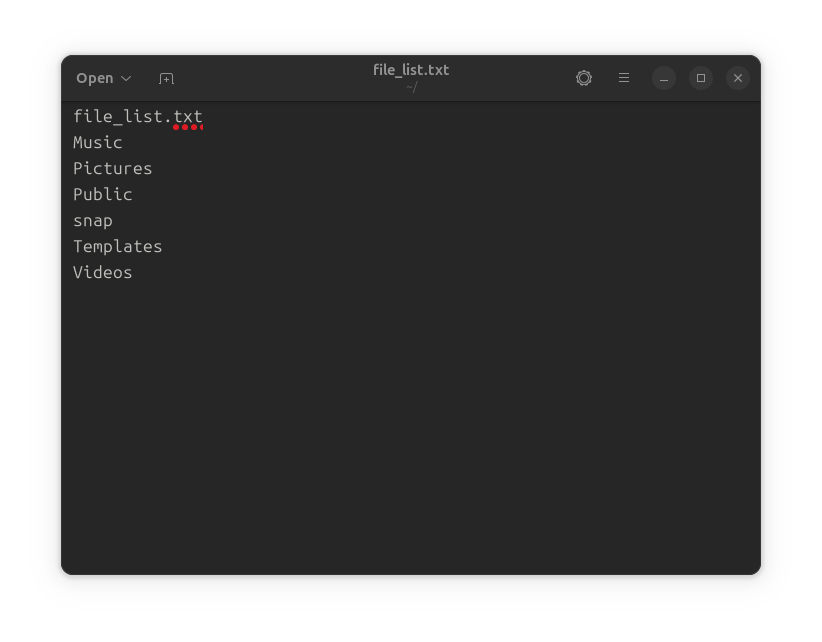 Open
file_list.txt
~/
file_list.txt
Music
Pictures
Public
snap
Templates
Videos